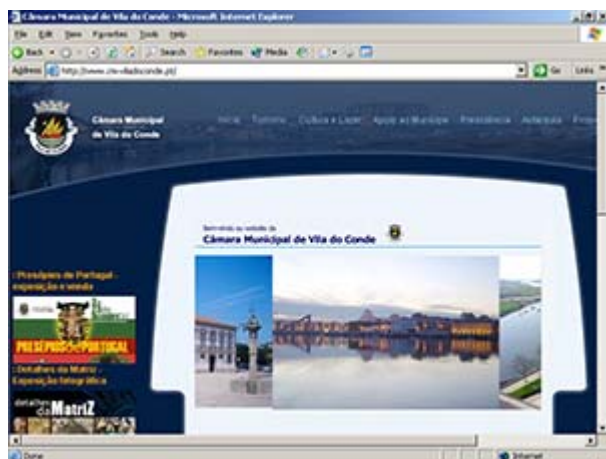 Câmara Municipal de Vila do Conde - Microsoft Internet Explorer
File Edit View Favorites Tools Help
Back Search Favorites Media
Address http://www.cm-viladoconde.pt/ Go Links
Câmara Municipal
de Vila do Conde
Início Turismo Cultura e Lazer Apoio ao Munícipe Presidência Autarquia
Bem-vindo ao website da
Câmara Municipal de Vila do Conde
: Presépios de Portugal -
exposição e venda
PRESÉPIOS de PORTUGAL
: Detalhes da Matriz -
Exposição fotográfica
detalhes
da MatriZ
Done Internet